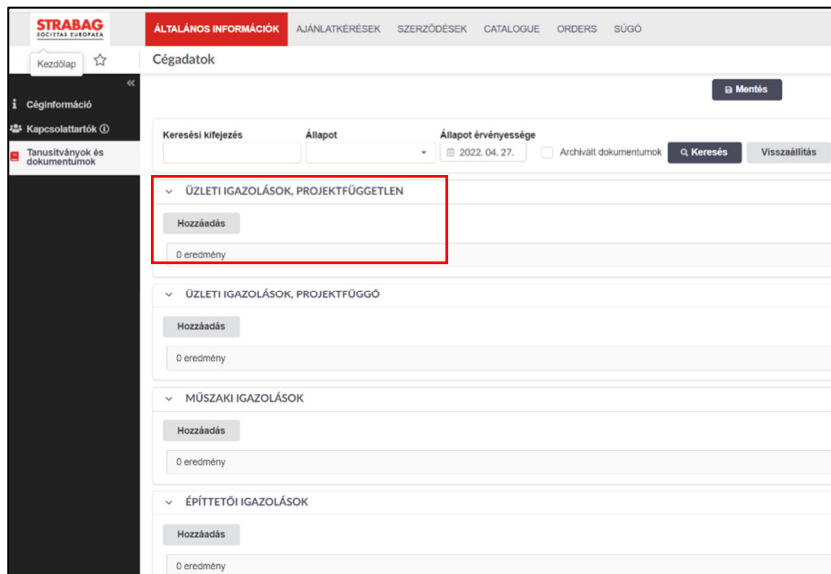 STRABAG
SOCIETAS EUROPAEA
ÁLTALÁNOS INFORMÁCIÓK AJÁNLATKÉRÉSEK SZERZŐDÉSEK CATALOGUE ORDERS SÚGÓ
Kezdőlap
Cégadatok
«
Mentés
i Céginformáció
Kapcsolattartók
Tanusítványok és
dokumentumok
Keresési kifejezés Állapot Állapot érvényessége
2022. 04. 27. Archivált dokumentumok Keresés Visszaállítás
ÜZLETI IGAZOLÁSOK, PROJEKTFÜGGETLEN
Hozzáadás
0 eredmény
ÜZLETI IGAZOLÁSOK, PROJEKTFÜGGŐ
Hozzáadás
0 eredmény
MŰSZAKI IGAZOLÁSOK
Hozzáadás
0 eredmény
ÉPÍTTETŐI IGAZOLÁSOK
Hozzáadás
0 eredmény